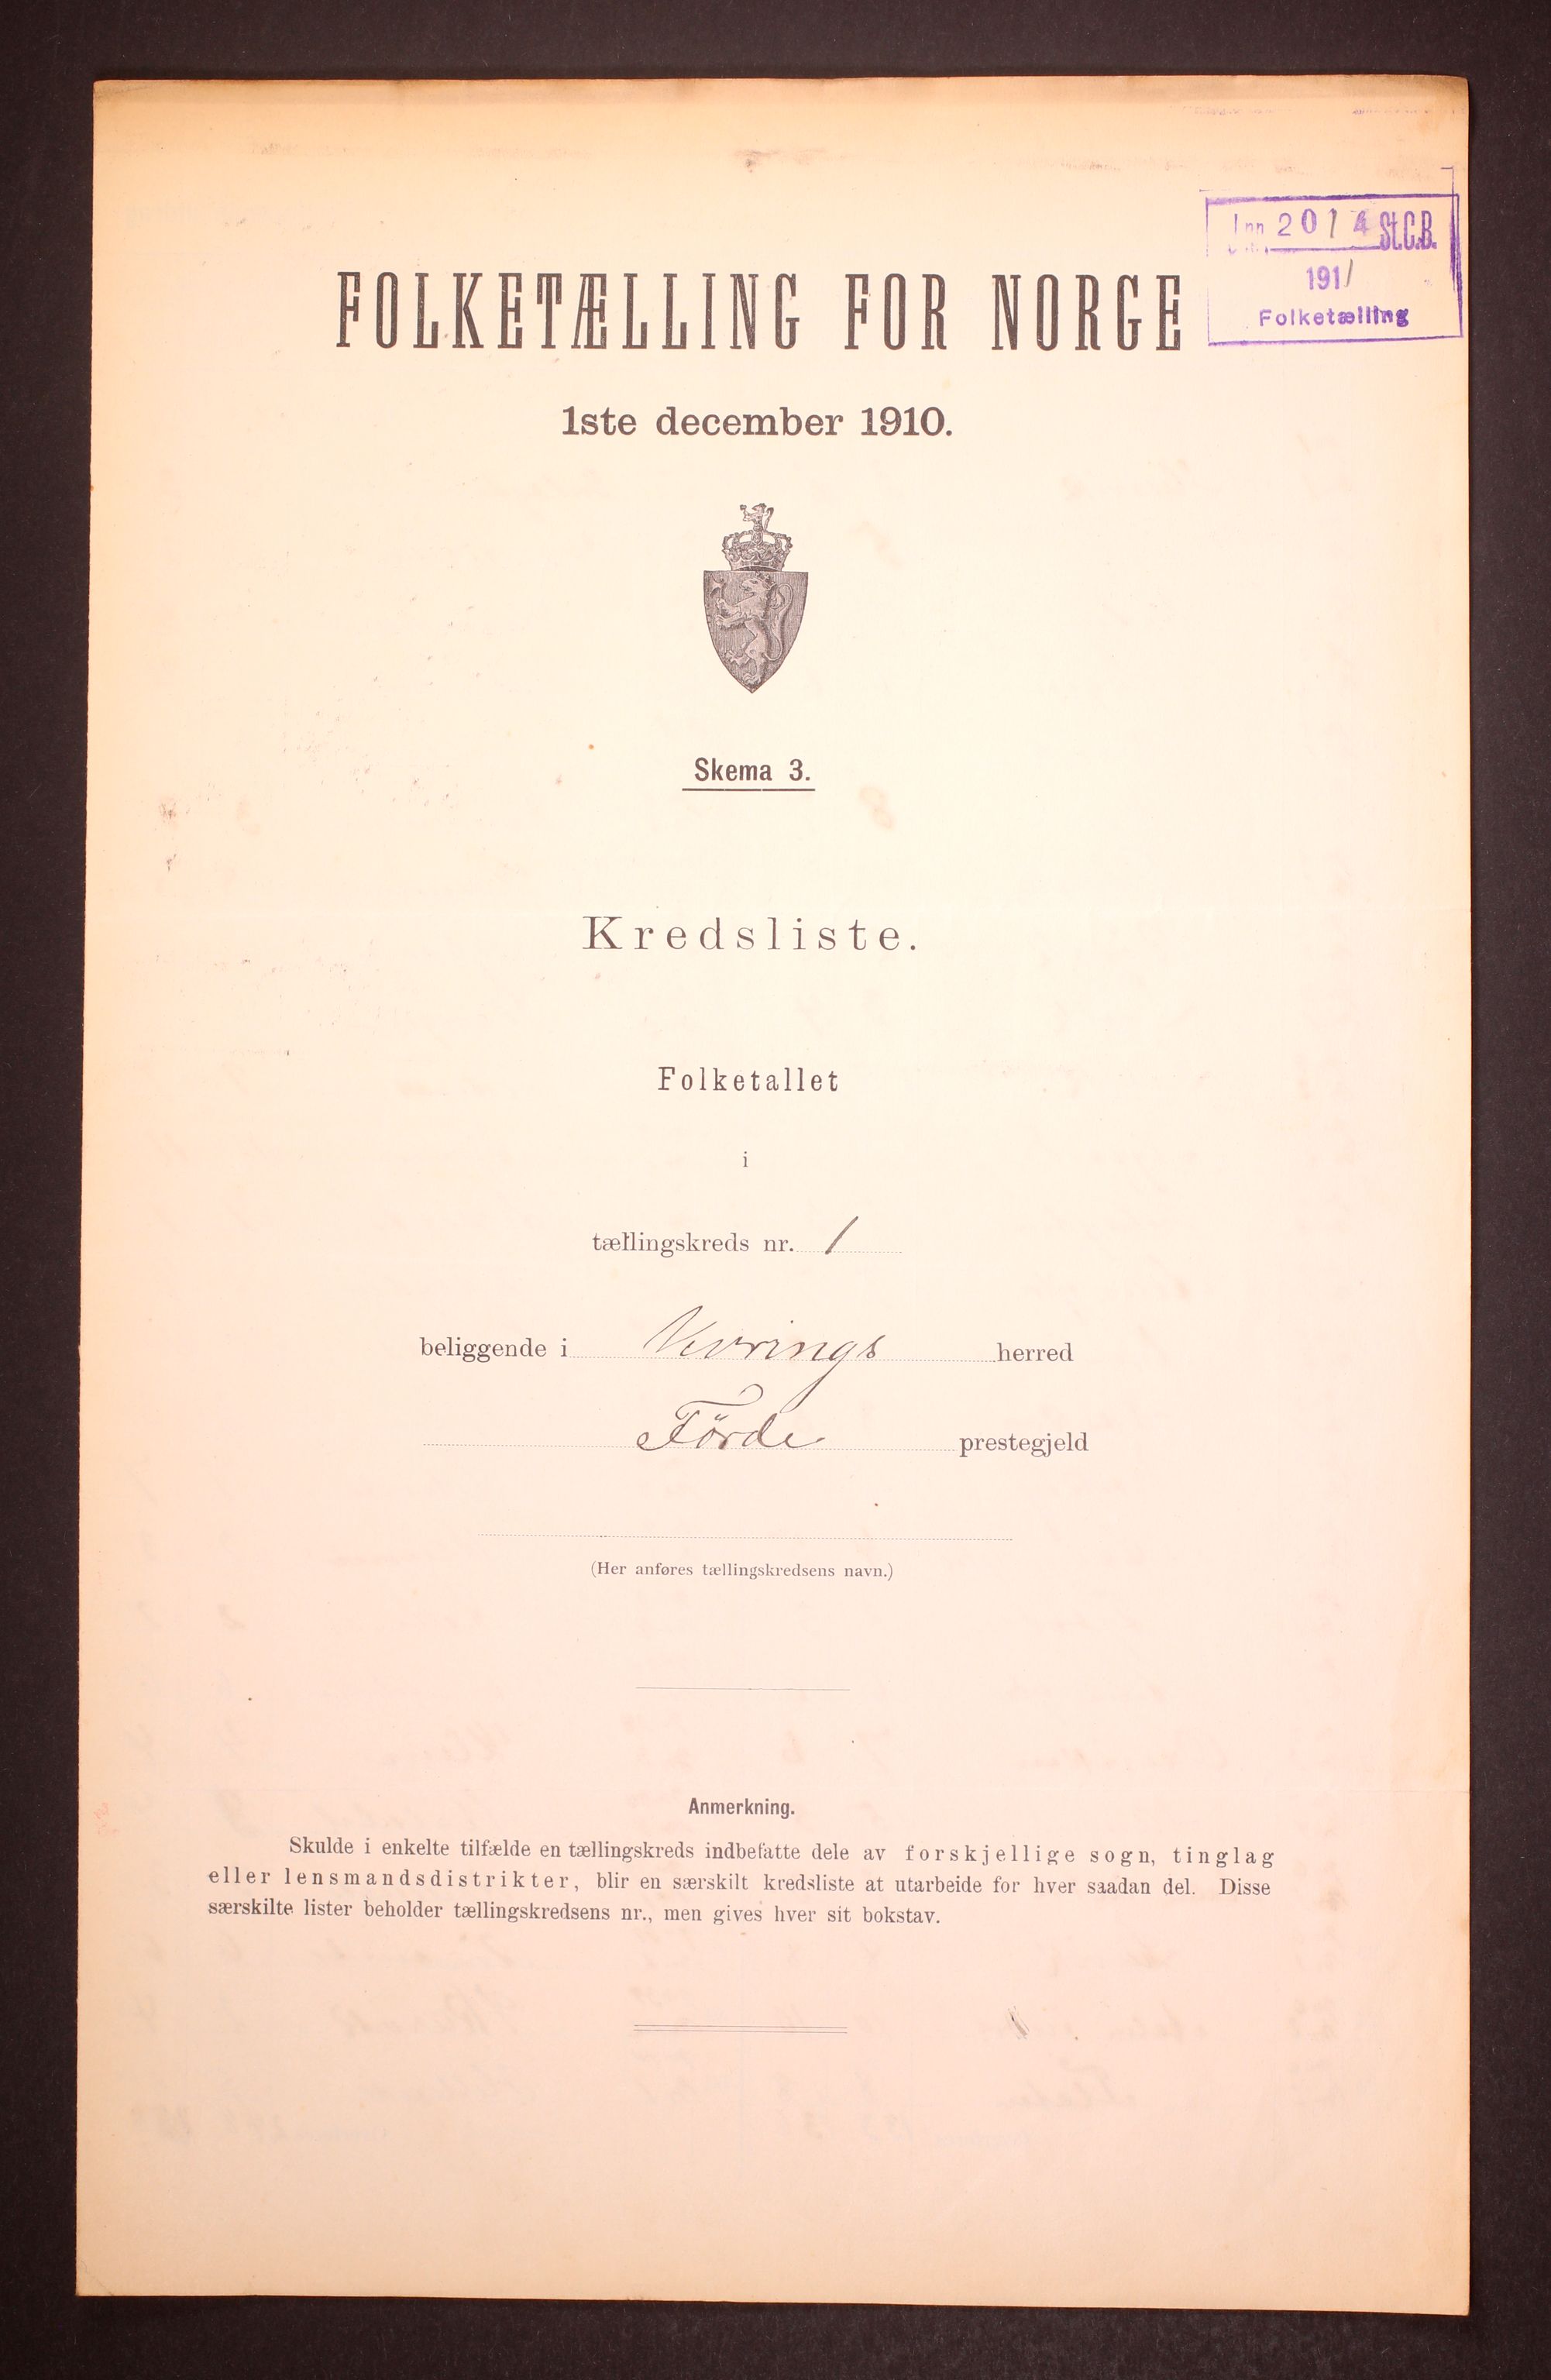 Inn 201 4 St.C.B.
1911
Folketælling
FOLKETÆLLING FOR NORGE
1ste december 1910.
Skema 3.
Kredsliste.
Folketallet
i
tællingskreds nr. 1
beliggende i Vevrings herred
Førde prestegjeld
(Her anføres tællingskredsens navn.)
Anmerkning.
Skulde i enkelte tilfælde en tællingskreds indbefatte dele av forskjellige sogn, tinglag
eller lensmandsdistrikter, blir en særskilt kredsliste at utarbeide for hver saadan del. Disse
særskilte lister beholder tællingskredsens nr., men gives hver sit bokstav.